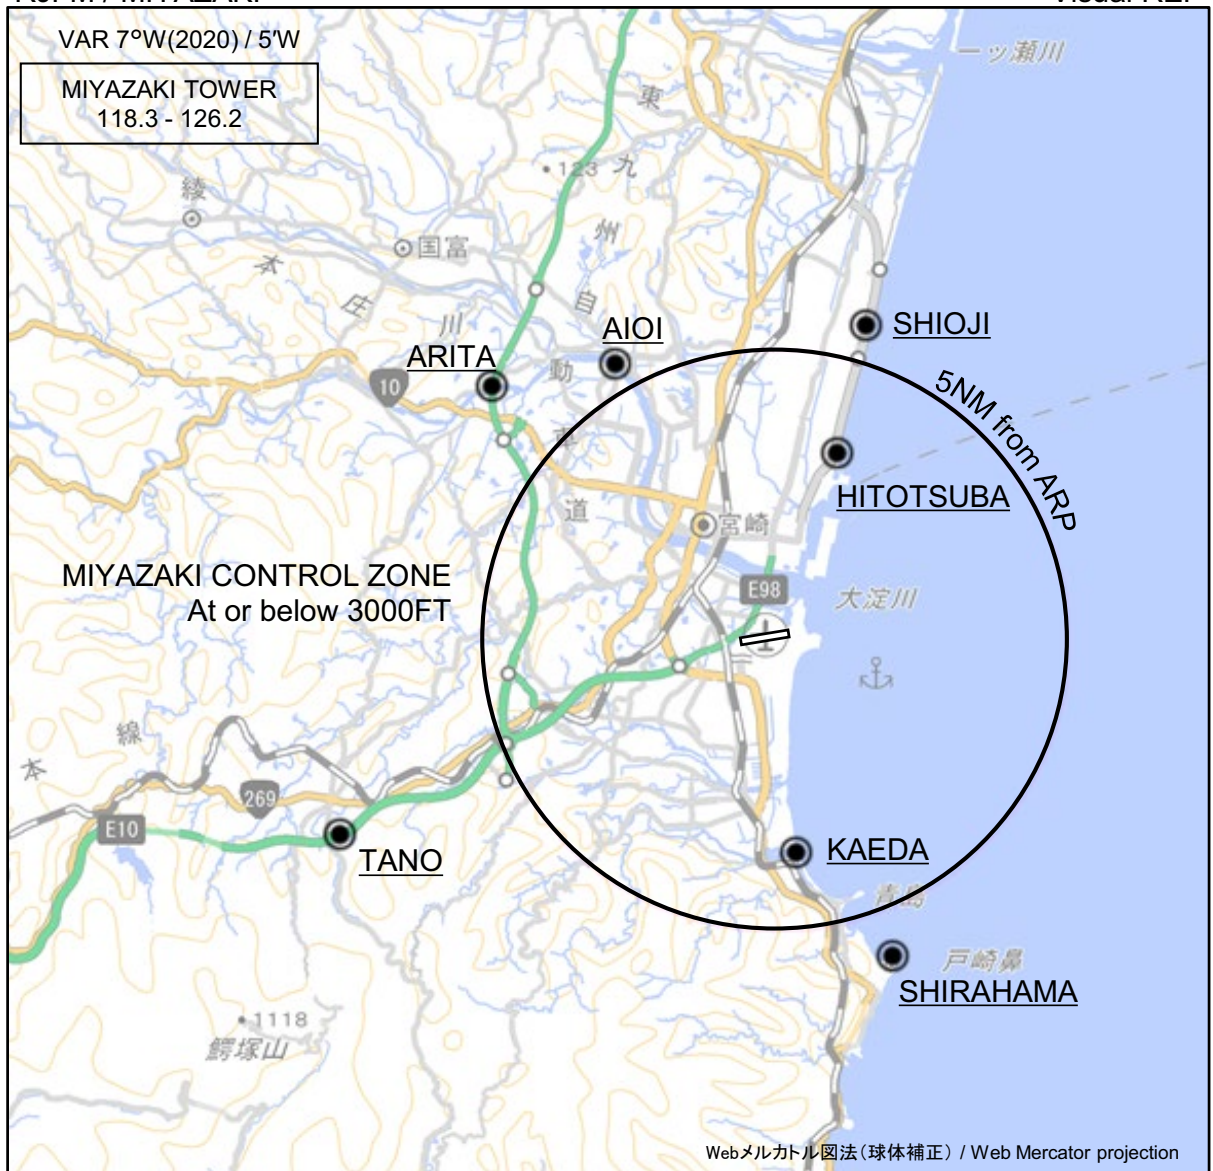 VAR 7°W(2020) / 5'W
MIYAZAKI TOWER
118.3 - 126.2
一ッ瀬川
東
123
九
綾
州
国富
本
庄
自
川
AIOI
SHIOJI
ARITA
動
10
車
5NM from ARP
HITOTSUBA
道
宮崎
MIYAZAKI CONTROL ZONE
At or below 3000FT
E98
大淀川
線
本
269
E10
TANO
KAEDA
青島
戸崎鼻
SHIRAHAMA
1118
鰐塚山
Webメルカトル図法(球体補正) / Web Mercator projection